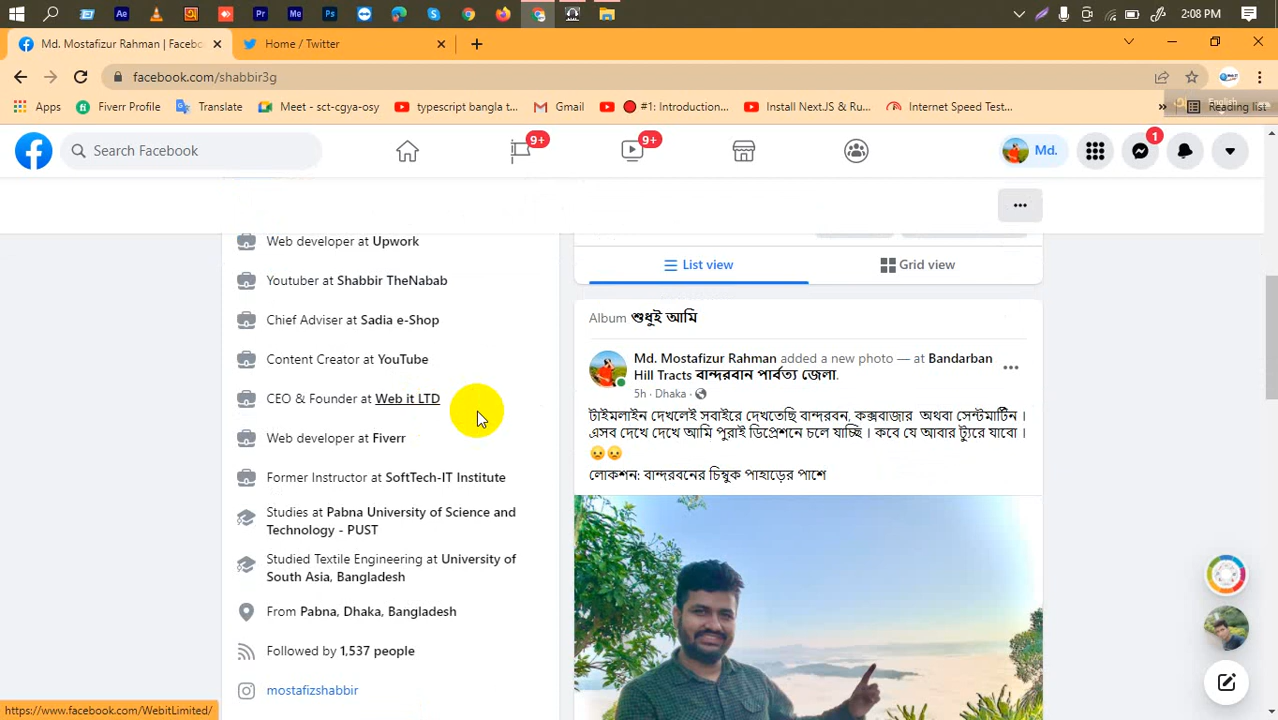 2:08 PM
Md. Mostafizur Rahman | Facebo
Home / Twitter
facebook.com/shabbir3g
Apps
Fiverr Profile
Translate
Meet - sct-cgya-osy
typescript bangla t...
Gmail
#1: Introduction...
Install NextJS & Ru...
Internet Speed Test...
»
English
Reading list
Search Facebook
9+
9+
Md.
1
Web developer at Upwork
Youtuber at Shabbir TheNabab
Chief Adviser at Sadia e-Shop
Content Creator at YouTube
CEO & Founder at Web it LTD
Web developer at Fiverr
Former Instructor at SoftTech-IT Institute
Studies at Pabna University of Science and
Technology - PUST
Studied Textile Engineering at University of
South Asia, Bangladesh
From Pabna, Dhaka, Bangladesh
Followed by 1,537 people
mostafizshabbir
List view
Grid view
Album শুধুই আমি
Md. Mostafizur Rahman added a new photo — at Bandarban
Hill Tracts বান্দরবান পার্বত্য জেলা.
5h · Dhaka ·
টাইমলাইন দেখলেই সবাইরে দেখতেছি বান্দরবন, কক্সবাজার অথবা সেন্টমার্টিন ।
এসব দেখে দেখে আমি পুরাই ডিপ্রেশনে চলে যাচ্ছি । কবে যে আবার ট্যুরে যাবো ।
লোকশন: বান্দরবনের চিম্বুক পাহাড়ের পাশে
https://www.facebook.com/WebitLimited/